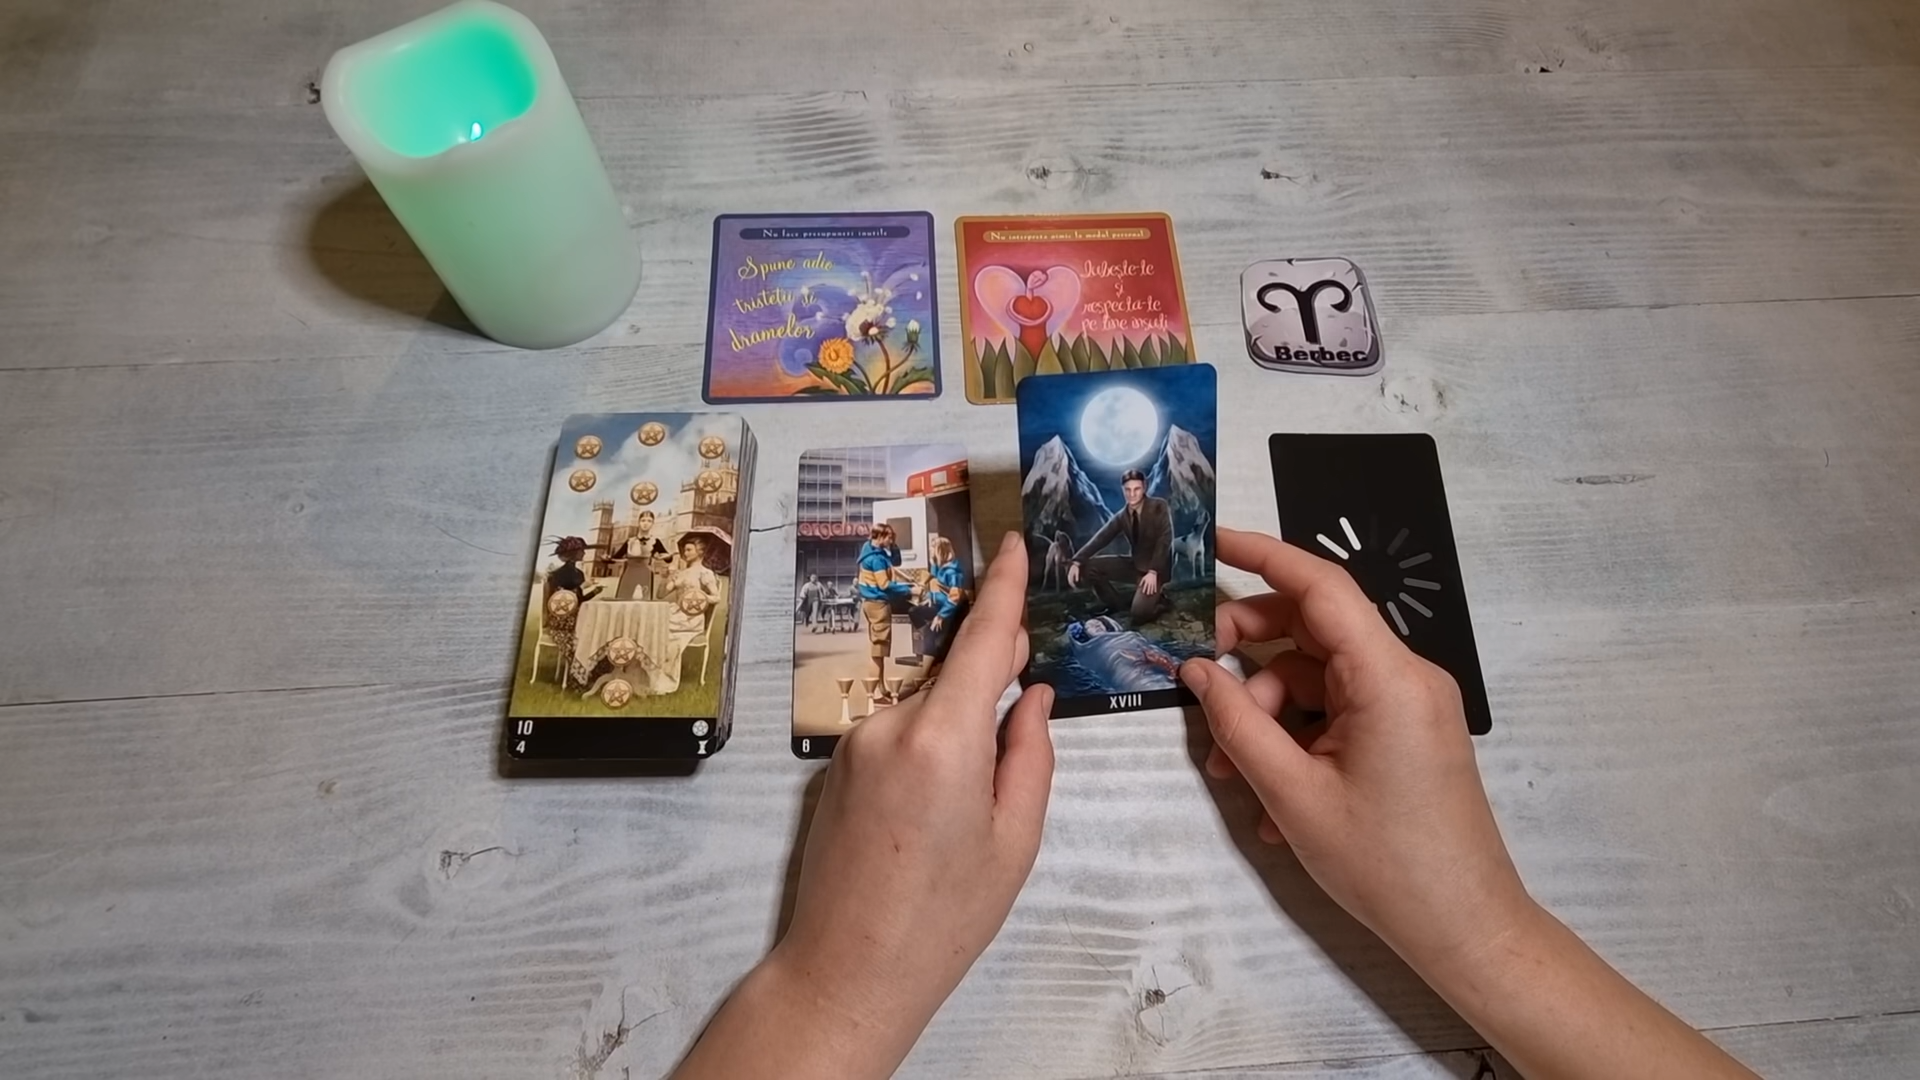 Nu face presupuneri inutile
Spune adio
tristeții și
dramelor
Nu interpreta nimic la modul personal
Iubește-te
și
respectă-te
pe tine însuți
Berbec
10
4
8
XVIII